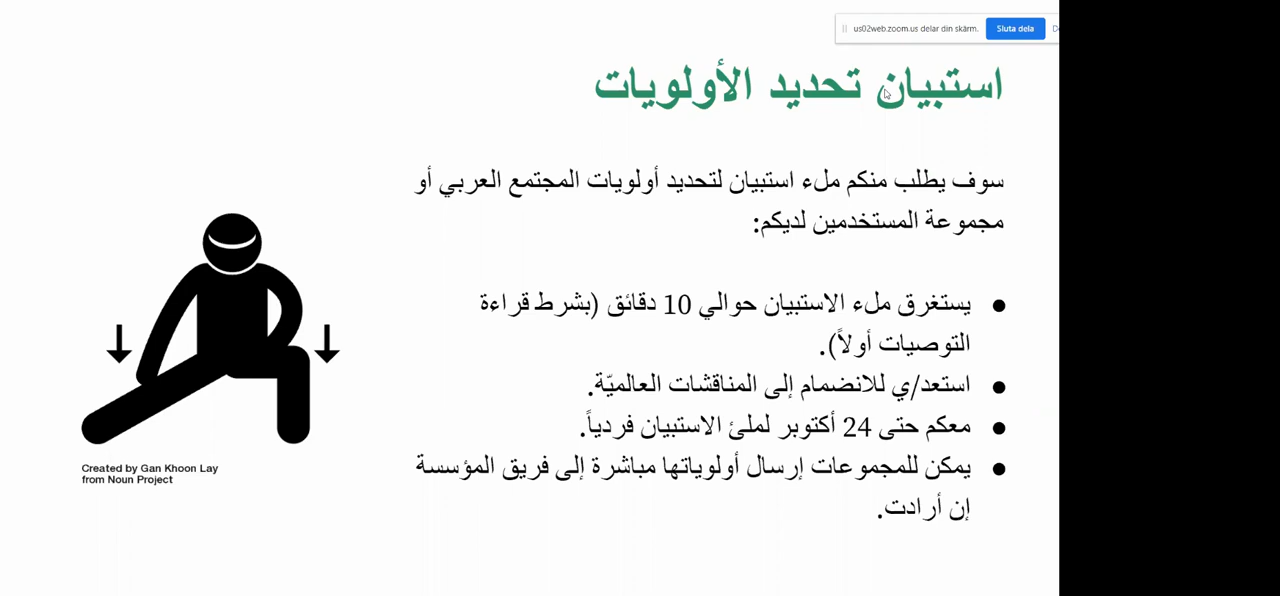 us02web.zoom.us delar din skärm. Sluta dela
استبيان تحديد الأولويات
سوف يطلب منكم ملء استبيان لتحديد أولويات المجتمع العربي أو
مجموعة المستخدمين لديكم:
● يستغرق ملء الاستبيان حوالي 10 دقائق (بشرط قراءة
التوصيات أولاً).
● استعد/ي للانضمام إلى المناقشات العالميّة.
● معكم حتى 24 أكتوبر لملئ الاستبيان فردياً.
● يمكن للمجموعات إرسال أولوياتها مباشرة إلى فريق المؤسسة
إن أرادت.
Created by Gan Khoon Lay
from Noun Project